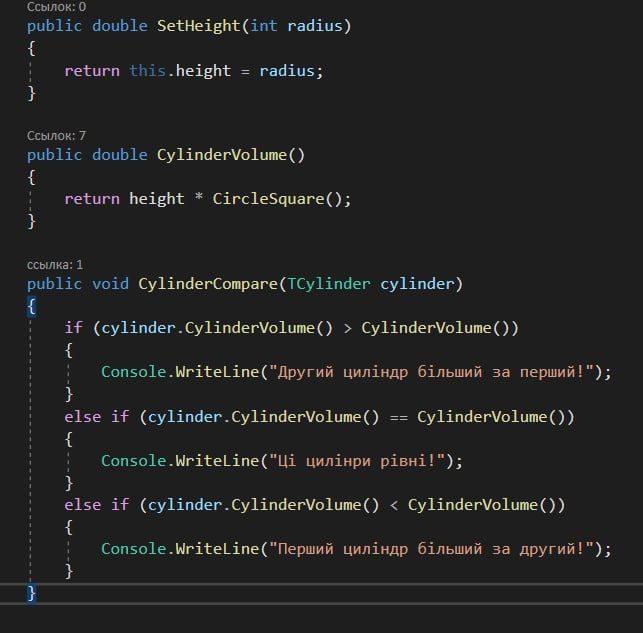 Ссылок: 0
public double SetHeight(int radius)
{
return this.height = radius;
}
Ссылок: 7
public double CylinderVolume()
{
return height * CircleSquare();
}
ссылка: 1
public void CylinderCompare(TCylinder cylinder)
{
if (cylinder.CylinderVolume() > CylinderVolume())
{
Console.WriteLine("Другий циліндр більший за перший!");
}
else if (cylinder.CylinderVolume() == CylinderVolume())
{
Console.WriteLine("Ці цилінри рівні!");
}
else if (cylinder.CylinderVolume() < CylinderVolume())
{
Console.WriteLine("Перший циліндр більший за другий!");
}
}